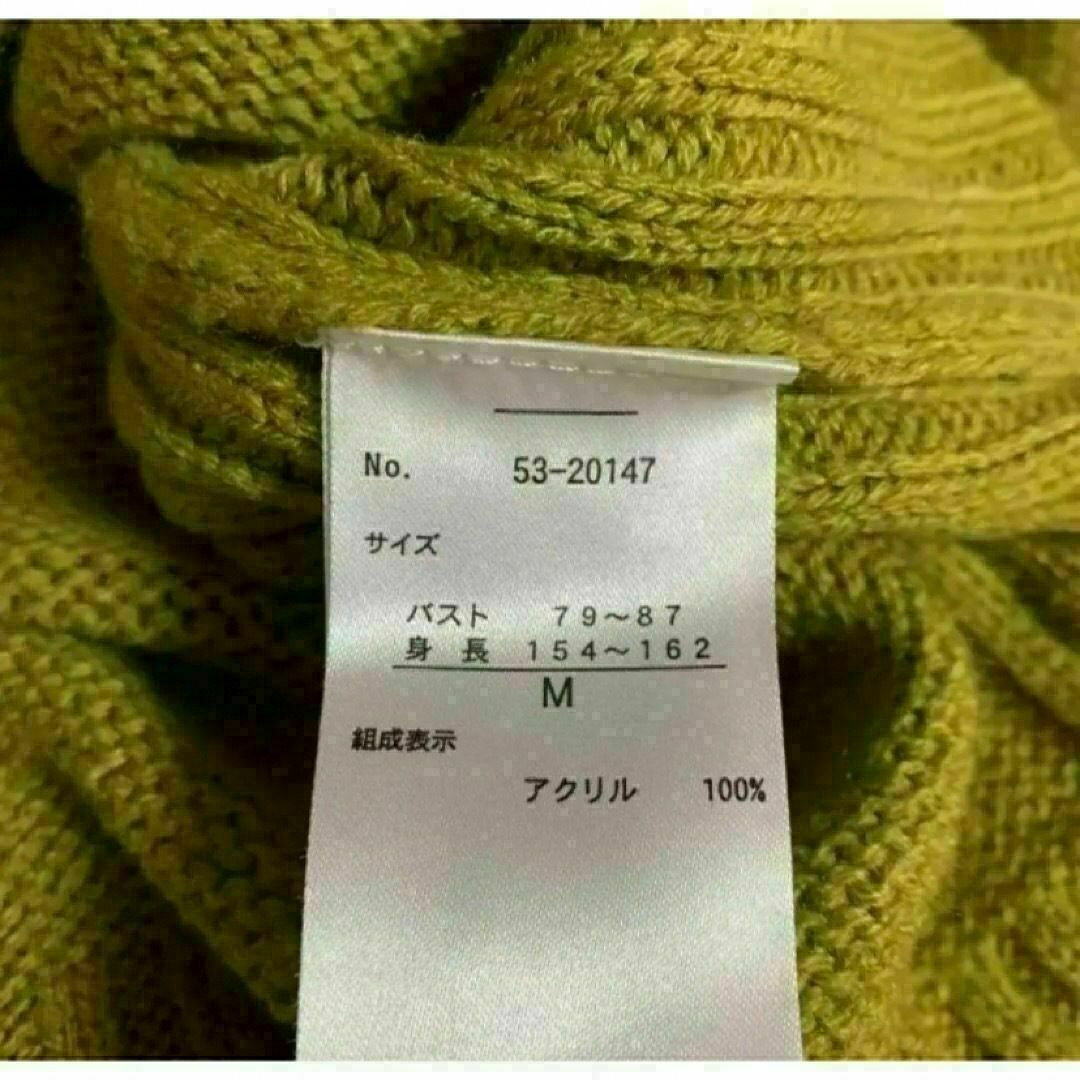 No. 53-20147
サイズ
バスト 79～87
身長 154～162
M
組成表示
アクリル 100%